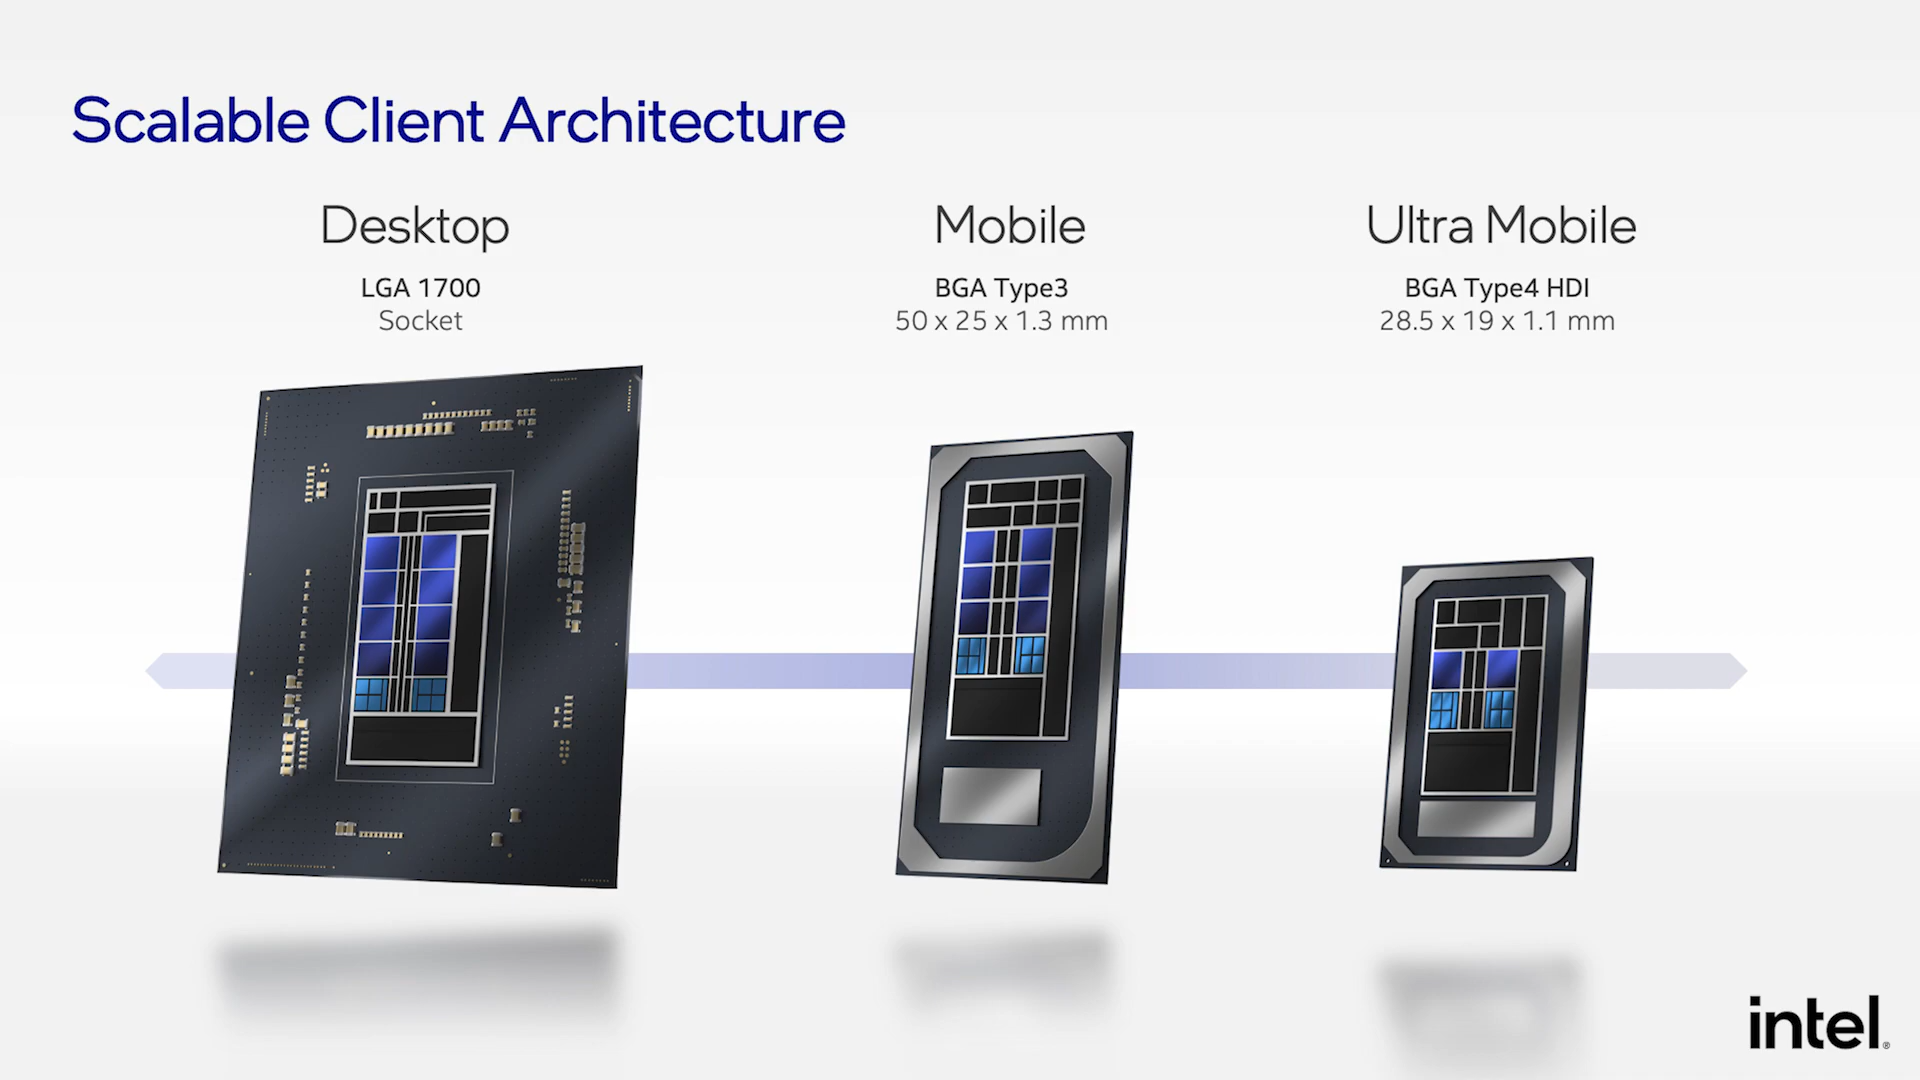 Scalable Client Architecture
Desktop
LGA 1700
Socket
Mobile
BGA Type3
50 x 25 x 1.3 mm
Ultra Mobile
BGA Type4 HDI
28.5 x 19 x 1.1 mm
intel®